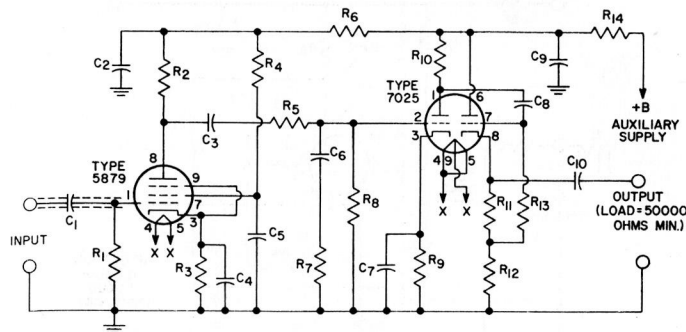 R6
R14
C2
R2
R4
R10
C9
TYPE
7025
1
6
C8
+B
AUXILIARY
SUPPLY
C3
R5
2
7
3
8
4 9 5
X X
TYPE
5879
8
9
1
7
3
4 5
X X
C1
INPUT
R1
R3
C4
C5
C6
R7
R8
C7
R9
R11
R13
R12
C10
OUTPUT
(LOAD=50000
OHMS MIN.)